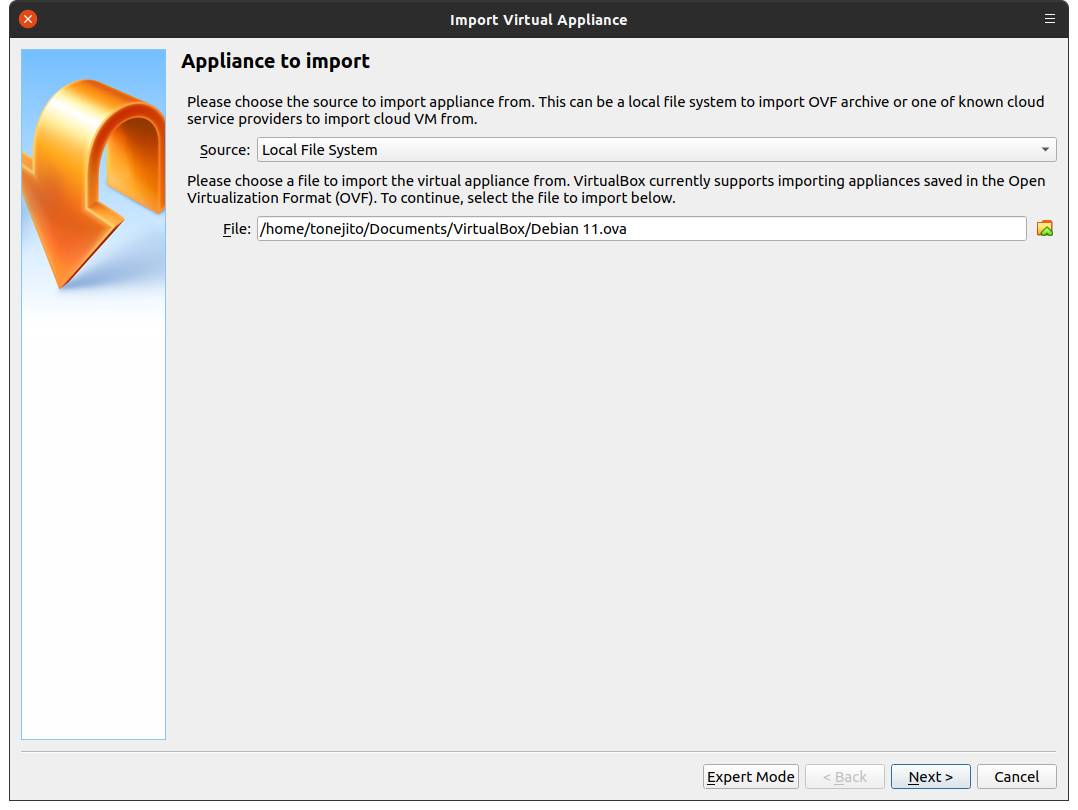 Import Virtual Appliance
Appliance to import
Please choose the source to import appliance from. This can be a local file system to import OVF archive or one of known cloud
service providers to import cloud VM from.
Source: Local File System
Please choose a file to import the virtual appliance from. VirtualBox currently supports importing appliances saved in the Open
Virtualization Format (OVF). To continue, select the file to import below.
File: /home/tonejito/Documents/VirtualBox/Debian 11.ova
Expert Mode < Back Next > Cancel